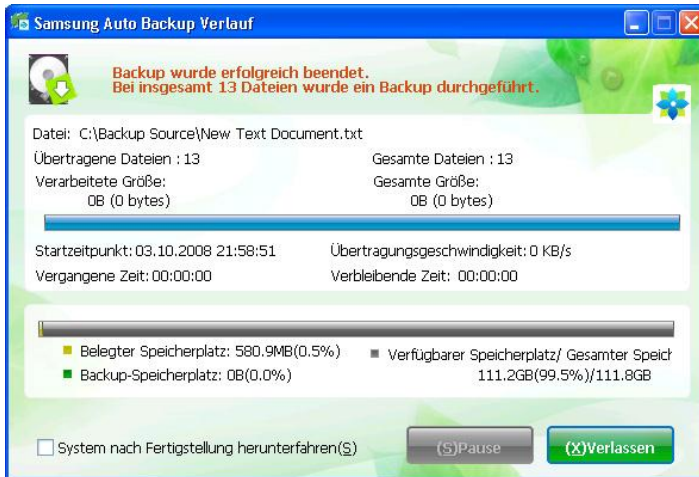 Samsung Auto Backup Verlauf
Backup wurde erfolgreich beendet.
Bei insgesamt 13 Dateien wurde ein Backup durchgeführt.
Datei: C:\Backup Source\New Text Document.txt
Übertragene Dateien : 13 Gesamte Dateien : 13
Verarbeitete Größe: Gesamte Größe:
0B (0 bytes) 0B (0 bytes)
Startzeitpunkt: 03.10.2008 21:58:51 Übertragungsgeschwindigkeit: 0 KB/s
Vergangene Zeit: 00:00:00 Verbleibende Zeit: 00:00:00
Belegter Speicherplatz: 580.9MB(0.5%) Verfügbarer Speicherplatz/ Gesamter Speich
Backup-Speicherplatz: 0B(0.0%) 111.2GB(99.5%)/111.8GB
System nach Fertigstellung herunterfahren(S) (S)Pause (X)Verlassen